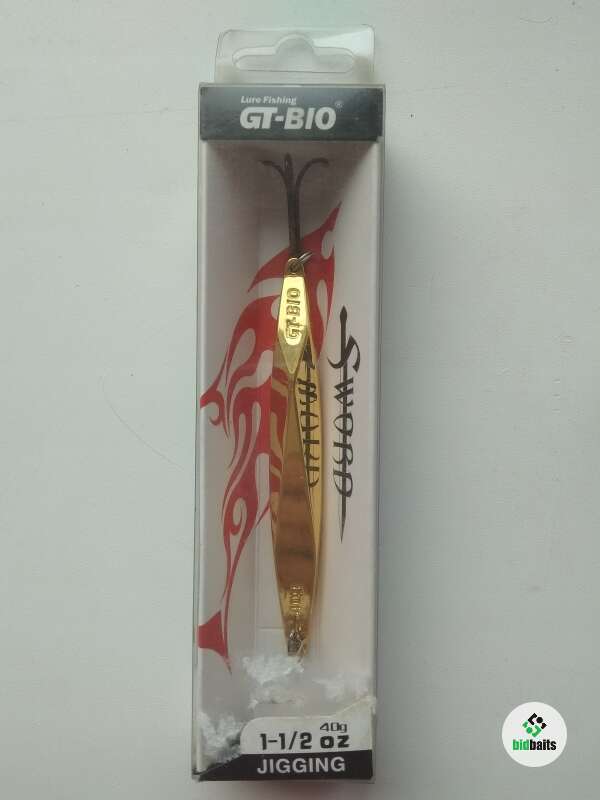 Lure Fishing
GT-BIO®
GT-BIO
SWORD
40g
1-1/2 oz
JIGGING
bidbaits